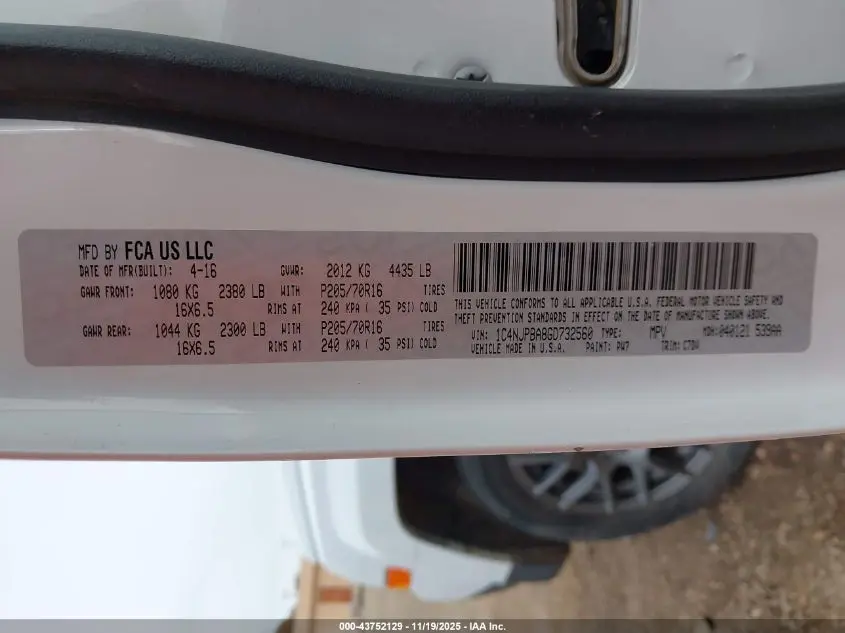 MFD BY FCA US LLC
DATE OF MFR(BUILT): 4-16 GVWR: 2012 KG 4435 LB
GAWR FRONT: 1080 KG 2380 LB WITH P205/70R16 TIRES
16X6.5 RIMS AT 240 KPA ( 35 PSI) COLD
GAWR REAR: 1044 KG 2300 LB WITH P205/70R16 TIRES
16X6.5 RIMS AT 240 KPA ( 35 PSI) COLD
THIS VEHICLE CONFORMS TO ALL APPLICABLE U.S.A. FEDERAL MOTOR VEHICLE SAFETY AND
THEFT PREVENTION STANDARDS IN EFFECT ON THE DATE OF MANUFACTURE SHOWN ABOVE.
VIN: 1C4NJPBA8GD732560 TYPE: MPV MDH:040121 539AA
VEHICLE MADE IN U.S.A. PAINT: PW7 TRIM:
000-43752129 - 11/19/2025 - IAA Inc.